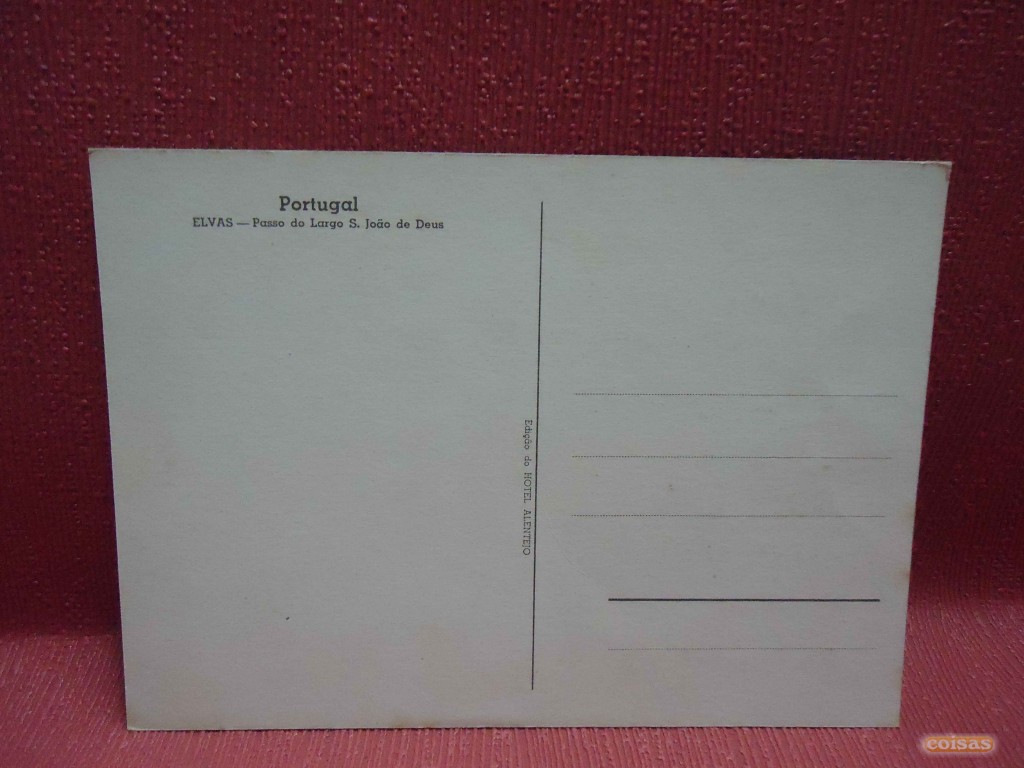 Portugal
ELVAS — Passo do Largo S. João de Deus
Edição do HOTEL ALENTEJO
coisas